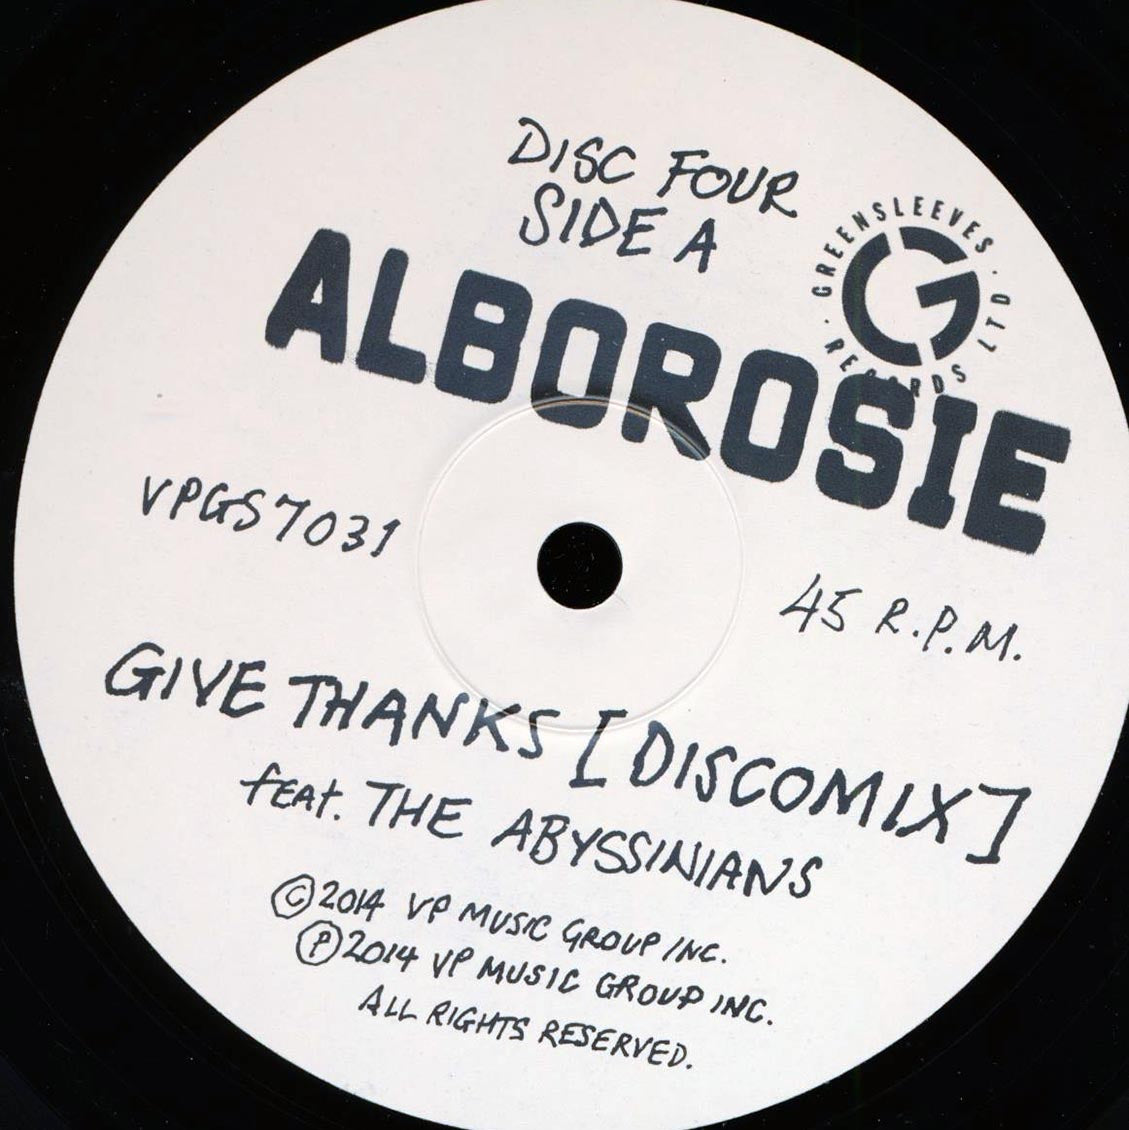 DISC FOUR
SIDE A
GREENSLEEVES · RECORDS LTD ·
G
ALBOROSIE
VPGS7031
45 R.P.M.
GIVE THANKS [DISCOMIX]
feat. THE ABYSSINIANS
©2014 VP MUSIC GROUP INC.
℗2014 VP MUSIC GROUP INC.
ALL RIGHTS RESERVED.